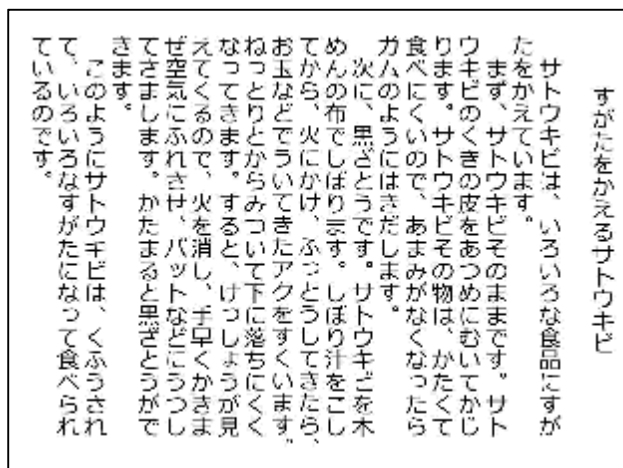 すがたをかえるサトウキビ
サトウキビは、いろいろな食品にすが
たをかえています。
まず、サトウキビそのままです。サト
ウキビのくきの皮をあつめにむいてかじ
ります。サトウキビその物は、かたくて
食べにくいので、あまみがなくなったら
ガムのようにはきだします。
次に、黒ざとうです。サトウキビを木
めんの布でしばります。しぼり汁をこし
てから、火にかけ、ふっとうしてきたら、
お玉などでういてきたアクをすくいます。
ねっとりとからみついて下に落ちにくく
なってきます。すると、けっしょうが見
えてくるので、火を消し、手早くかきま
ぜ空気にふれさせ、バットなどにうつし
てさまします。かたまると黒ざとうがで
きます。
このようにサトウキビは、くふうされ
て、いろいろなすがたになって食べられ
ているのです。